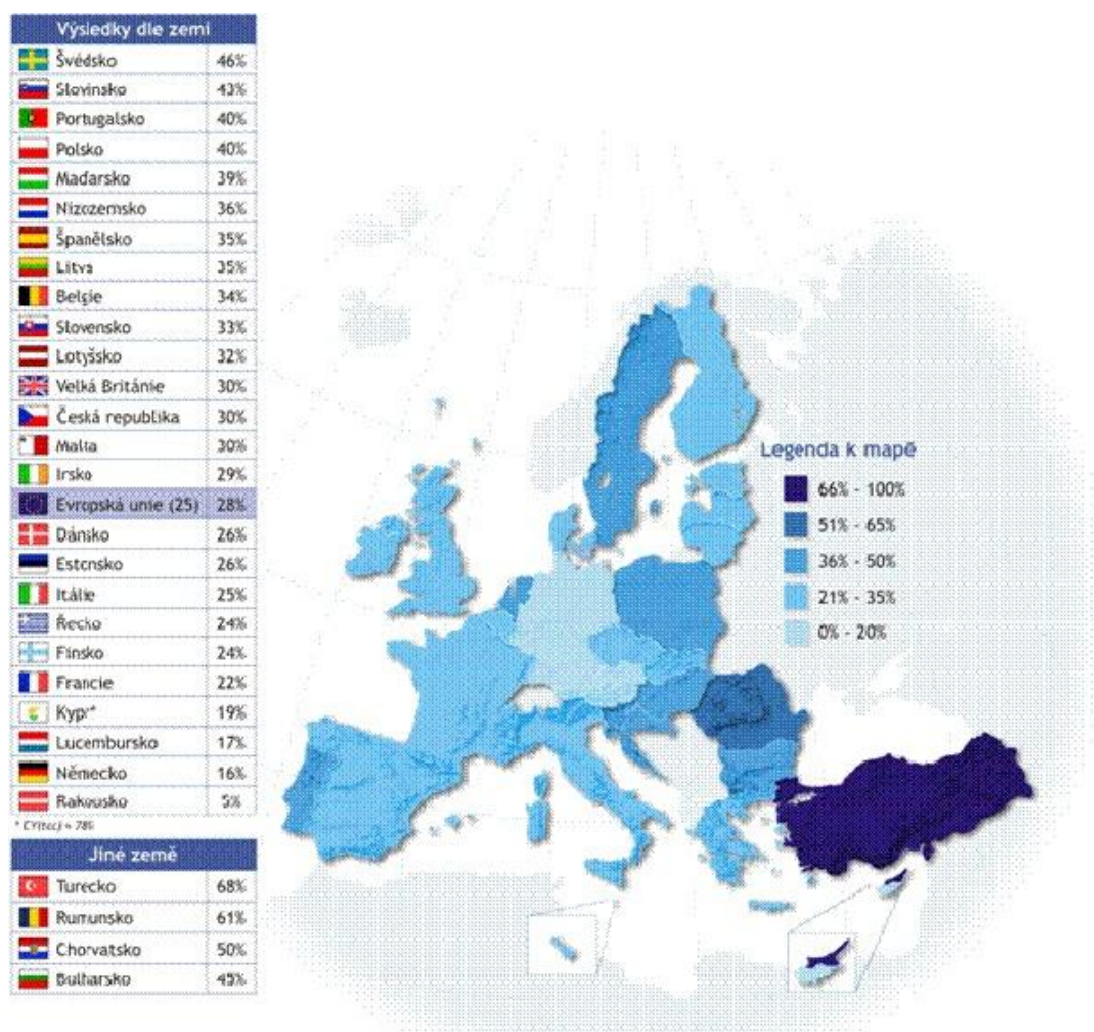 Výsledky dle zemí
Švédsko 46%
Slovinsko 43%
Portugalsko 40%
Polsko 40%
Maďarsko 39%
Nizozemsko 36%
Španělsko 35%
Litva 35%
Belgie 34%
Slovensko 33%
Lotyšsko 32%
Velká Británie 30%
Česká republika 30%
Malta 30%
Irsko 29%
Evropská unie (25) 28%
Dánsko 26%
Estonsko 26%
Itálie 25%
Řecko 24%
Finsko 24%
Francie 22%
Kypr* 19%
Lucembursko 17%
Německo 16%
Rakousko 5%
* CY(tcc) = 78%
Jiné země
Turecko 68%
Rumunsko 61%
Chorvatsko 50%
Bulharsko 45%
Legenda k mapě
66% - 100%
51% - 65%
36% - 50%
21% - 35%
0% - 20%